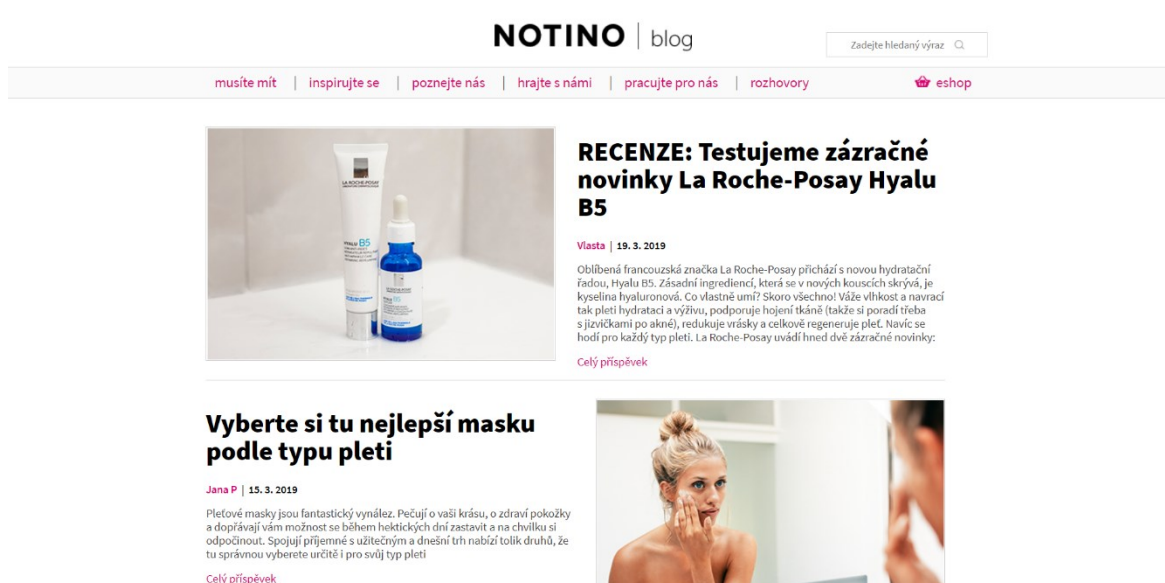 NOTINO | blog
Zadejte hledaný výraz
musíte mít | inspirujte se | poznejte nás | hrajte s námi | pracujte pro nás | rozhovory
eshop
LA ROCHE-POSAY
HYALU B5
RECENZE: Testujeme zázračné
novinky La Roche-Posay Hyalu
B5
Vlasta | 19. 3. 2019
Oblíbená francouzská značka La Roche-Posay přichází s novou hydratační
řadou, Hyalu B5. Zásadní ingrediencí, která se v nových kouscích skrývá, je
kyselina hyaluronová. Co vlastně umí? Skoro všechno! Váže vlhkost a navrací
tak pleti hydrataci a výživu, podporuje hojení tkáně (takže si poradí třeba
s jizvičkami po akné), redukuje vrásky a celkově regeneruje pleť. Navíc se
hodí pro každý typ pleti. La Roche-Posay uvádí hned dvě zázračné novinky:
Celý příspěvek
Vyberte si tu nejlepší masku
podle typu pleti
Jana P | 15. 3. 2019
Pleťové masky jsou fantastický vynález. Pečují o vaši krásu, o zdraví pokožky
a dopřávají vám možnost se během hektických dní zastavit a na chvilku si
odpočinout. Spojují příjemné s užitečným a dnešní trh nabízí tolik druhů, že
tu správnou vyberete určitě i pro svůj typ pleti
Celý příspěvek